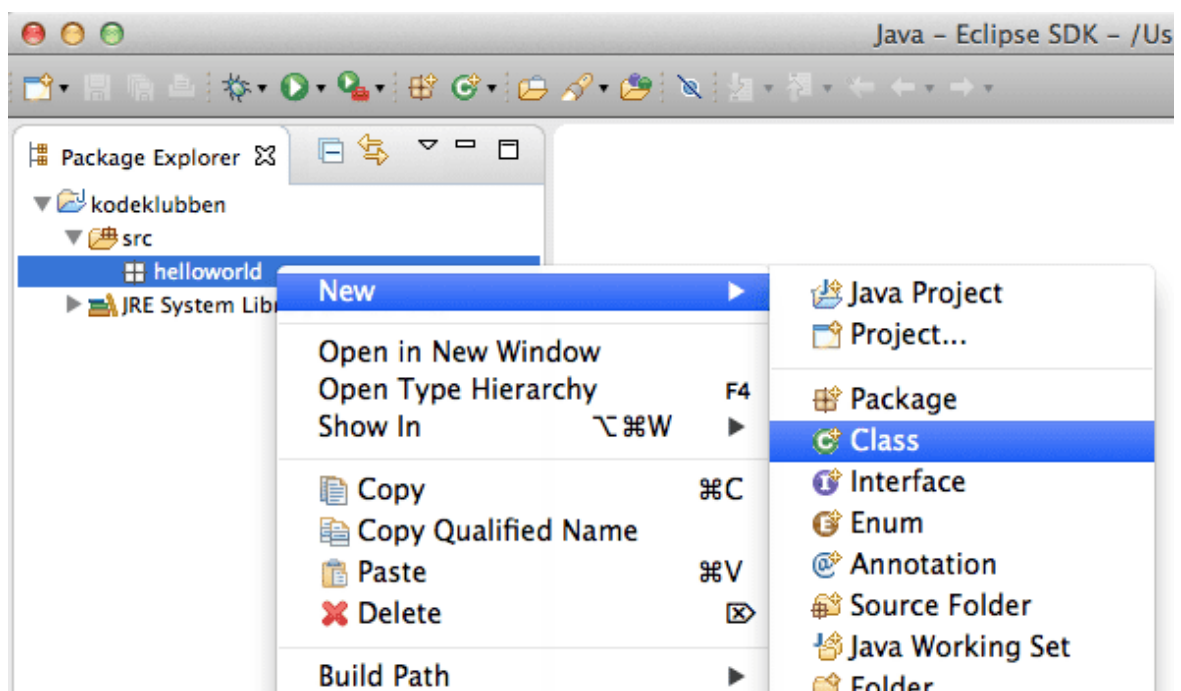 Java – Eclipse SDK – /Us
Package Explorer
kodeklubben
src
helloworld
JRE System Lib
New
Open in New Window
Open Type Hierarchy F4
Show In ⌥⌘W
Copy ⌘C
Copy Qualified Name
Paste ⌘V
Delete ⌦
Build Path
Java Project
Project...
Package
Class
Interface
Enum
Annotation
Source Folder
Java Working Set
Folder